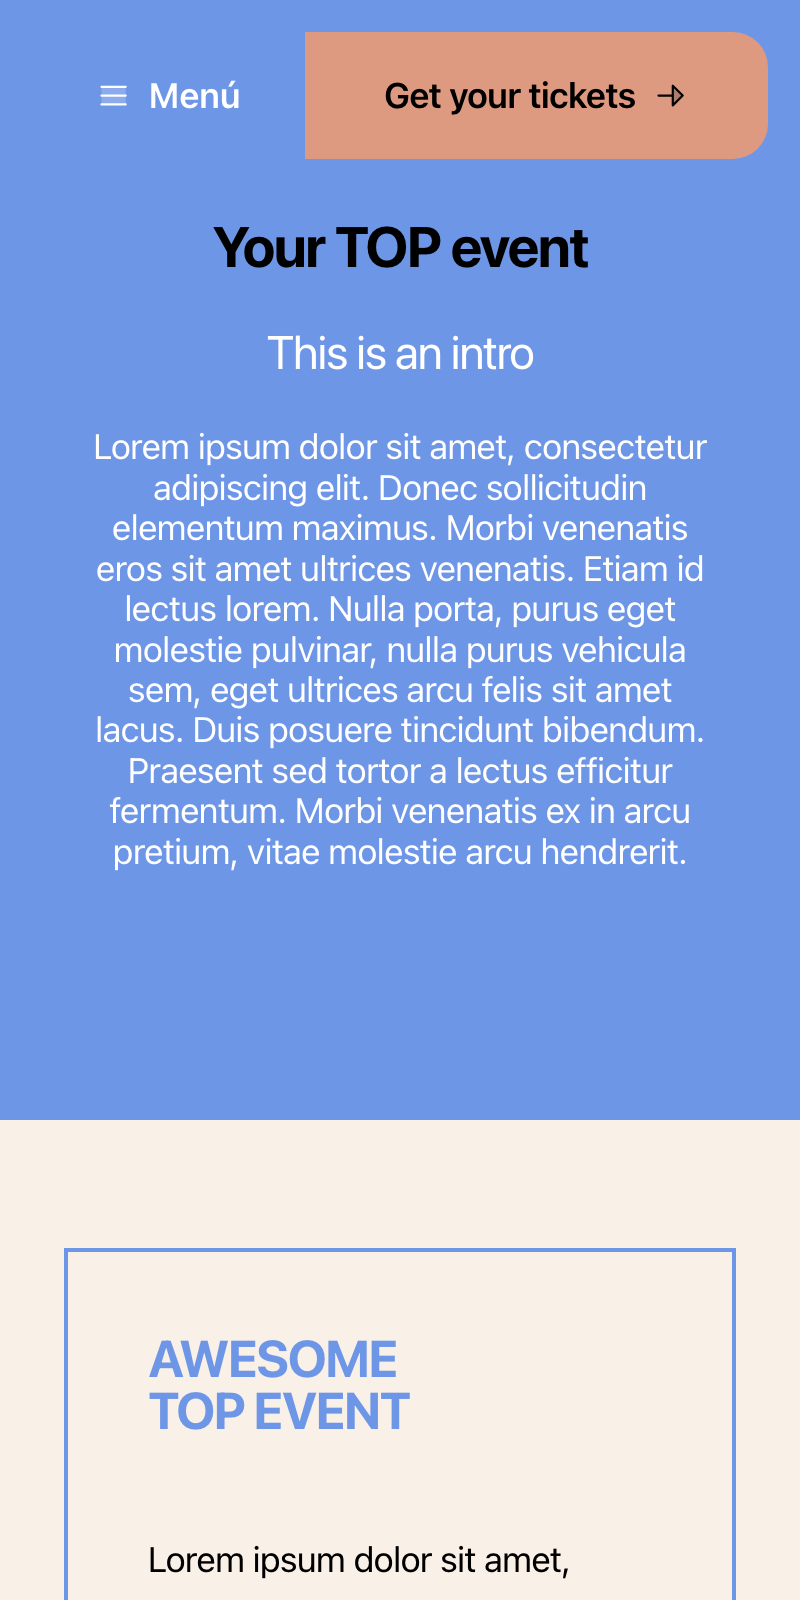 Menú
Get your tickets
Your TOP event
This is an intro
Lorem ipsum dolor sit amet, consectetur
adipiscing elit. Donec sollicitudin
elementum maximus. Morbi venenatis
eros sit amet ultrices venenatis. Etiam id
lectus lorem. Nulla porta, purus eget
molestie pulvinar, nulla purus vehicula
sem, eget ultrices arcu felis sit amet
lacus. Duis posuere tincidunt bibendum.
Praesent sed tortor a lectus efficitur
fermentum. Morbi venenatis ex in arcu
pretium, vitae molestie arcu hendrerit.
AWESOME
TOP EVENT
Lorem ipsum dolor sit amet,